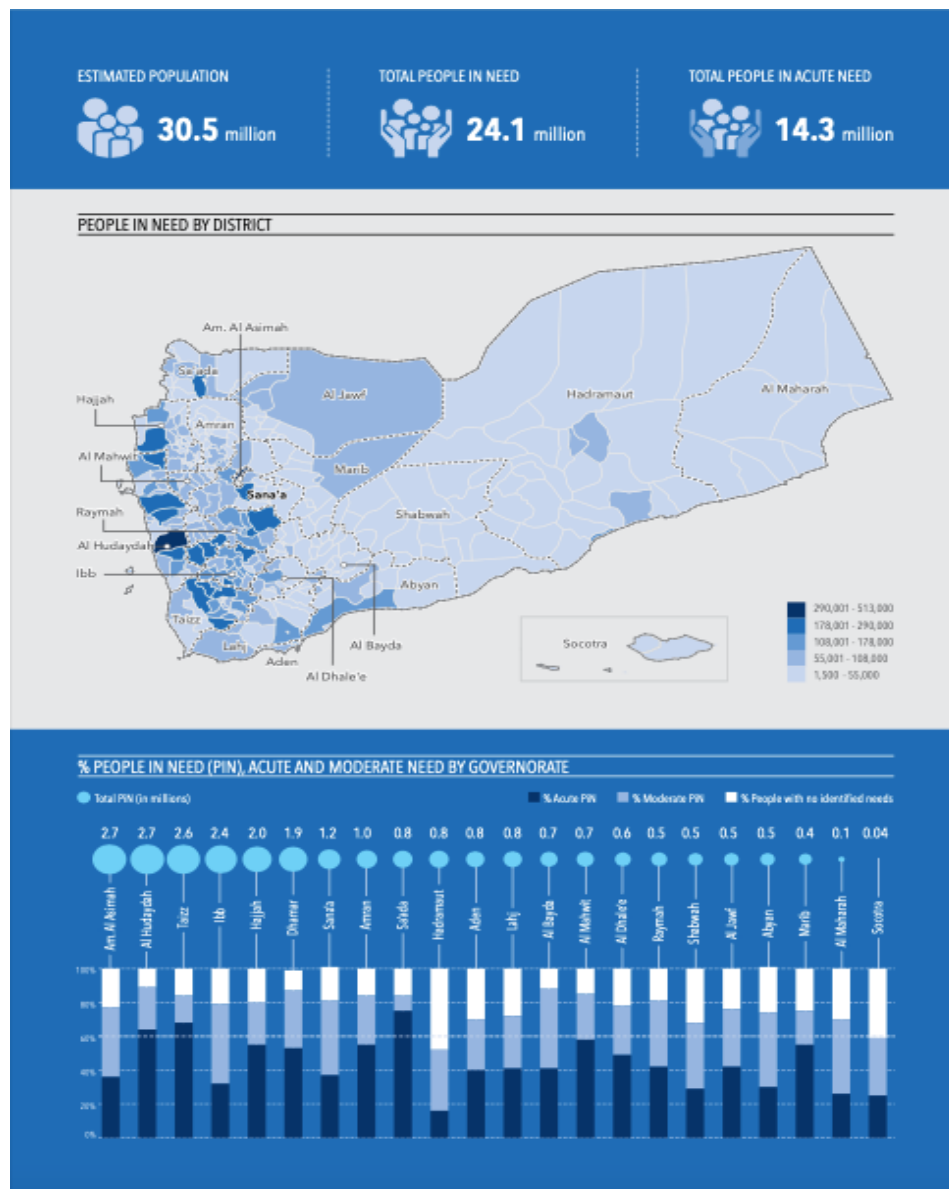 ESTIMATED POPULATION
30.5 million
TOTAL PEOPLE IN NEED
24.1 million
TOTAL PEOPLE IN ACUTE NEED
14.3 million
PEOPLE IN NEED BY DISTRICT
Am. Al Asimah
Sa'ada
Hajjah
Al Jawf
Hadramaut
Al Maharah
Amran
Al Mahwit
Marib
Sana'a
Raymah
Shabwah
Al Hudaydah
Ibb
Abyan
Taizz
Lahj
Al Bayda
Aden
Al Dhale'e
Socotra
290,001 - 513,000
178,001 - 290,000
108,001 - 178,000
55,001 - 108,000
1,500 - 55,000
% PEOPLE IN NEED (PIN), ACUTE AND MODERATE NEED BY GOVERNORATE
Total PIN (in millions)
% Acute PIN
% Moderate PIN
% People with no identified needs
2.7 2.7 2.6 2.4 2.0 1.9 1.2 1.0 0.8 0.8 0.8 0.8 0.7 0.7 0.6 0.5 0.5 0.5 0.5 0.4 0.1 0.04
Am. Al Asimah
Al Hudaydah
Taizz
Ibb
Hajjah
Dhamar
Sana'a
Amran
Sa'ada
Hadramaut
Aden
Lahj
Al Bayda
Al Mahwit
Al Dhale'e
Raymah
Shabwah
Al Jawf
Abyan
Marib
Al Maharah
Socotra
100%
80%
60%
40%
20%
0%